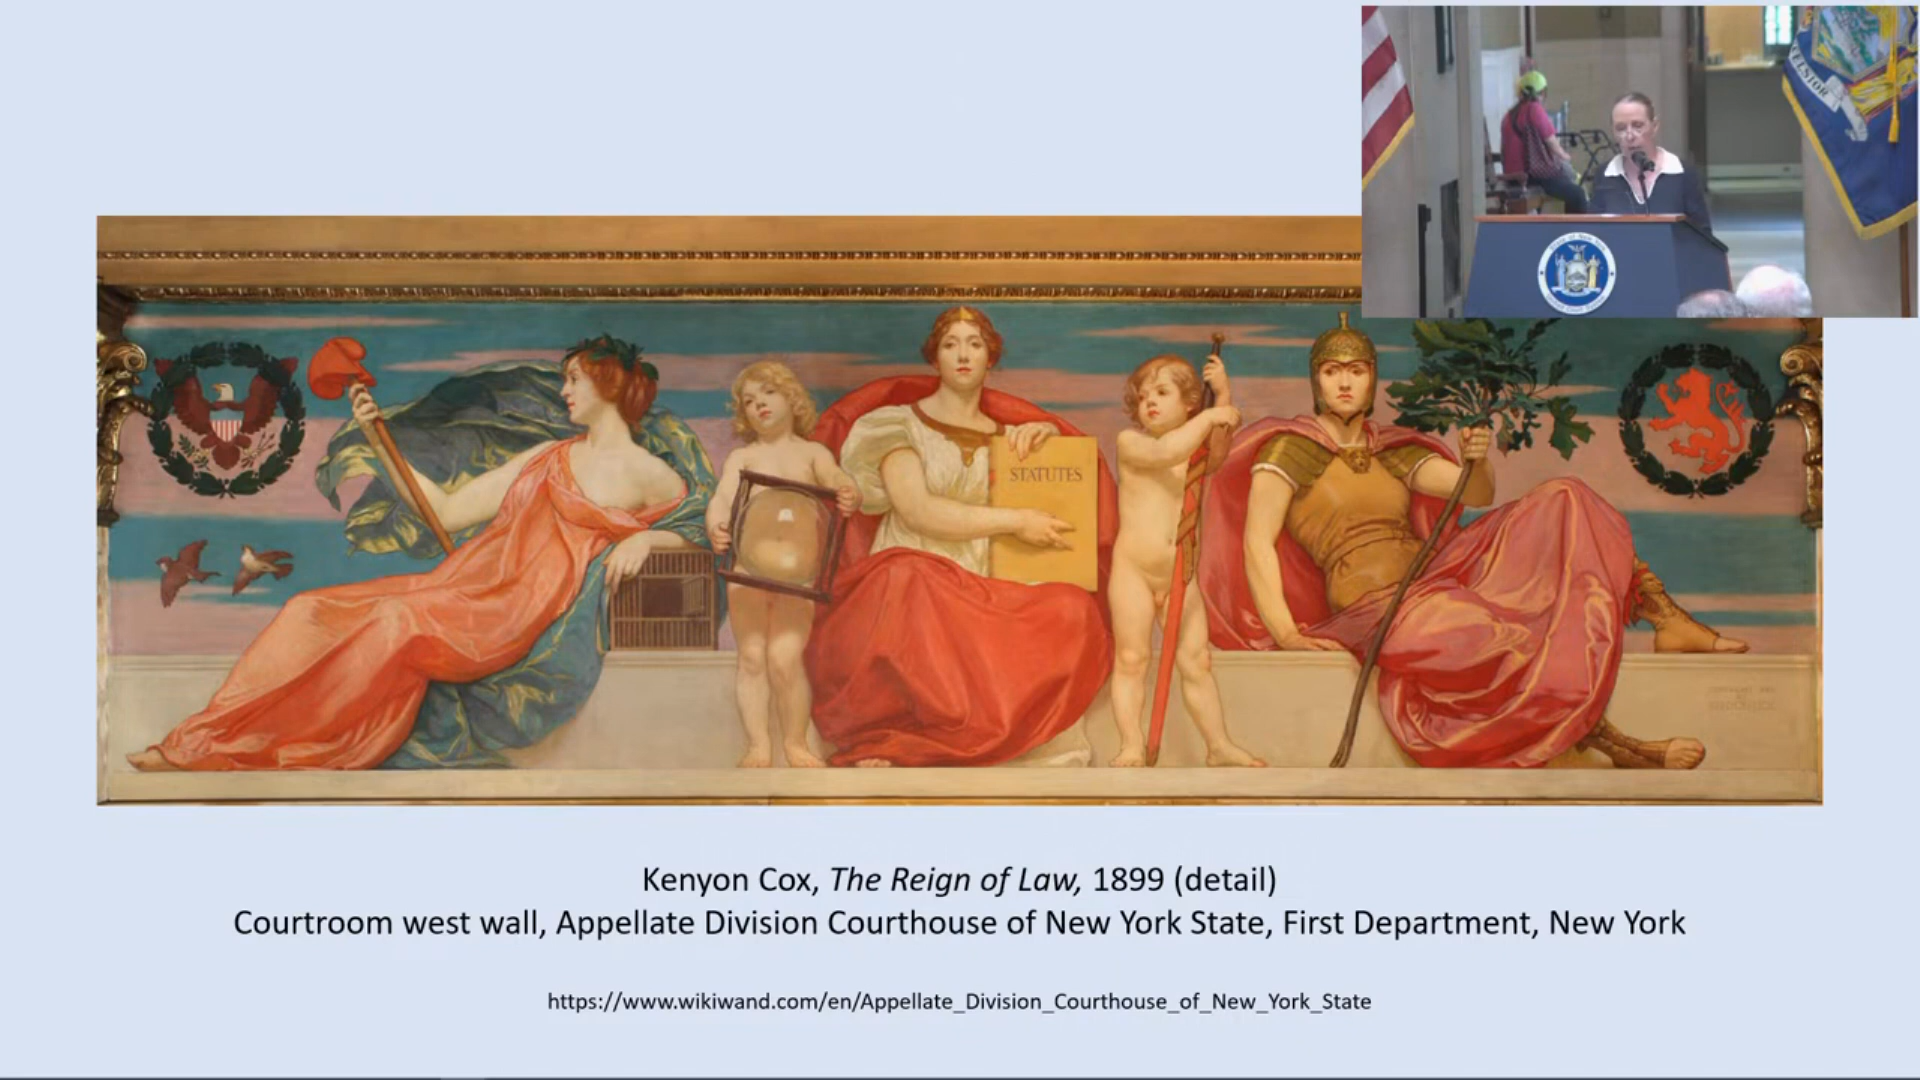 ELSIOR
STATUTES
Kenyon Cox, The Reign of Law, 1899 (detail)
Courtroom west wall, Appellate Division Courthouse of New York State, First Department, New York
https://www.wikiwand.com/en/Appellate_Division_Courthouse_of_New_York_State